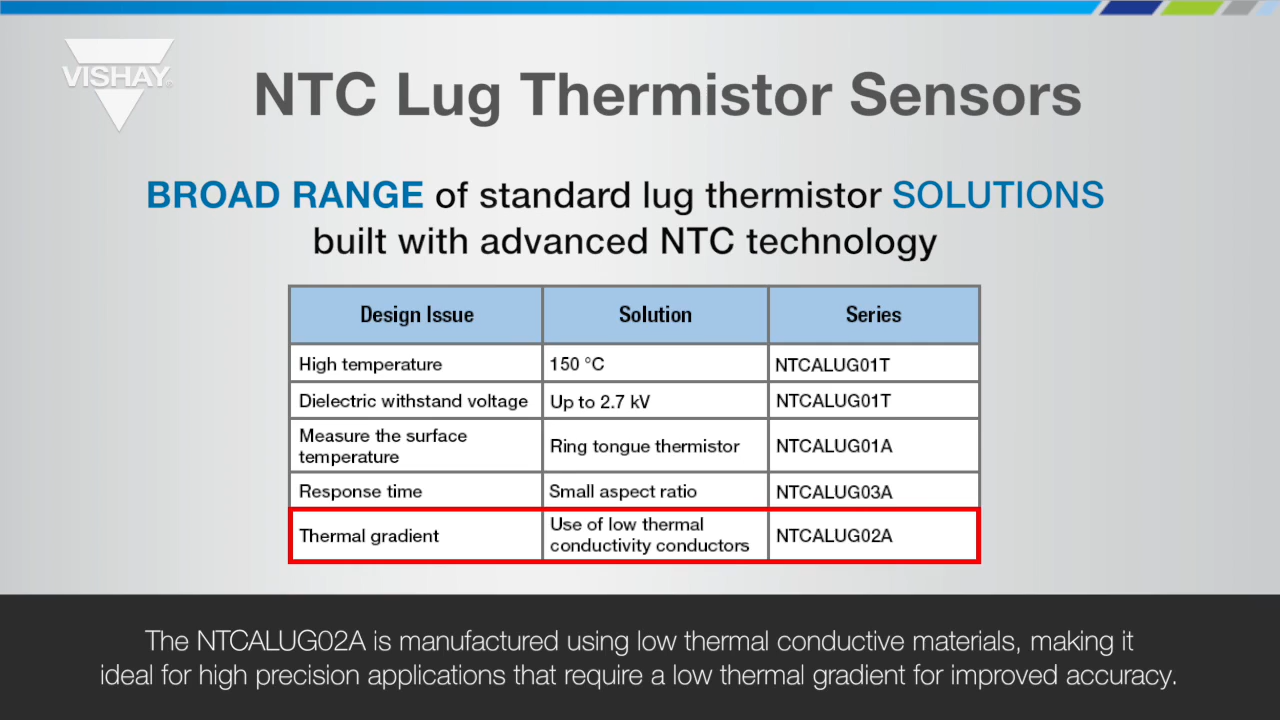 VISHAY®
NTC Lug Thermistor Sensors
BROAD RANGE of standard lug thermistor SOLUTIONS
built with advanced NTC technology
Design Issue Solution Series
High temperature 150 °C NTCALUG01T
Dielectric withstand voltage Up to 2.7 kV NTCALUG01T
Measure the surface
temperature Ring tongue thermistor NTCALUG01A
Response time Small aspect ratio NTCALUG03A
Thermal gradient Use of low thermal
conductivity conductors NTCALUG02A
The NTCALUG02A is manufactured using low thermal conductive materials, making it
ideal for high precision applications that require a low thermal gradient for improved accuracy.